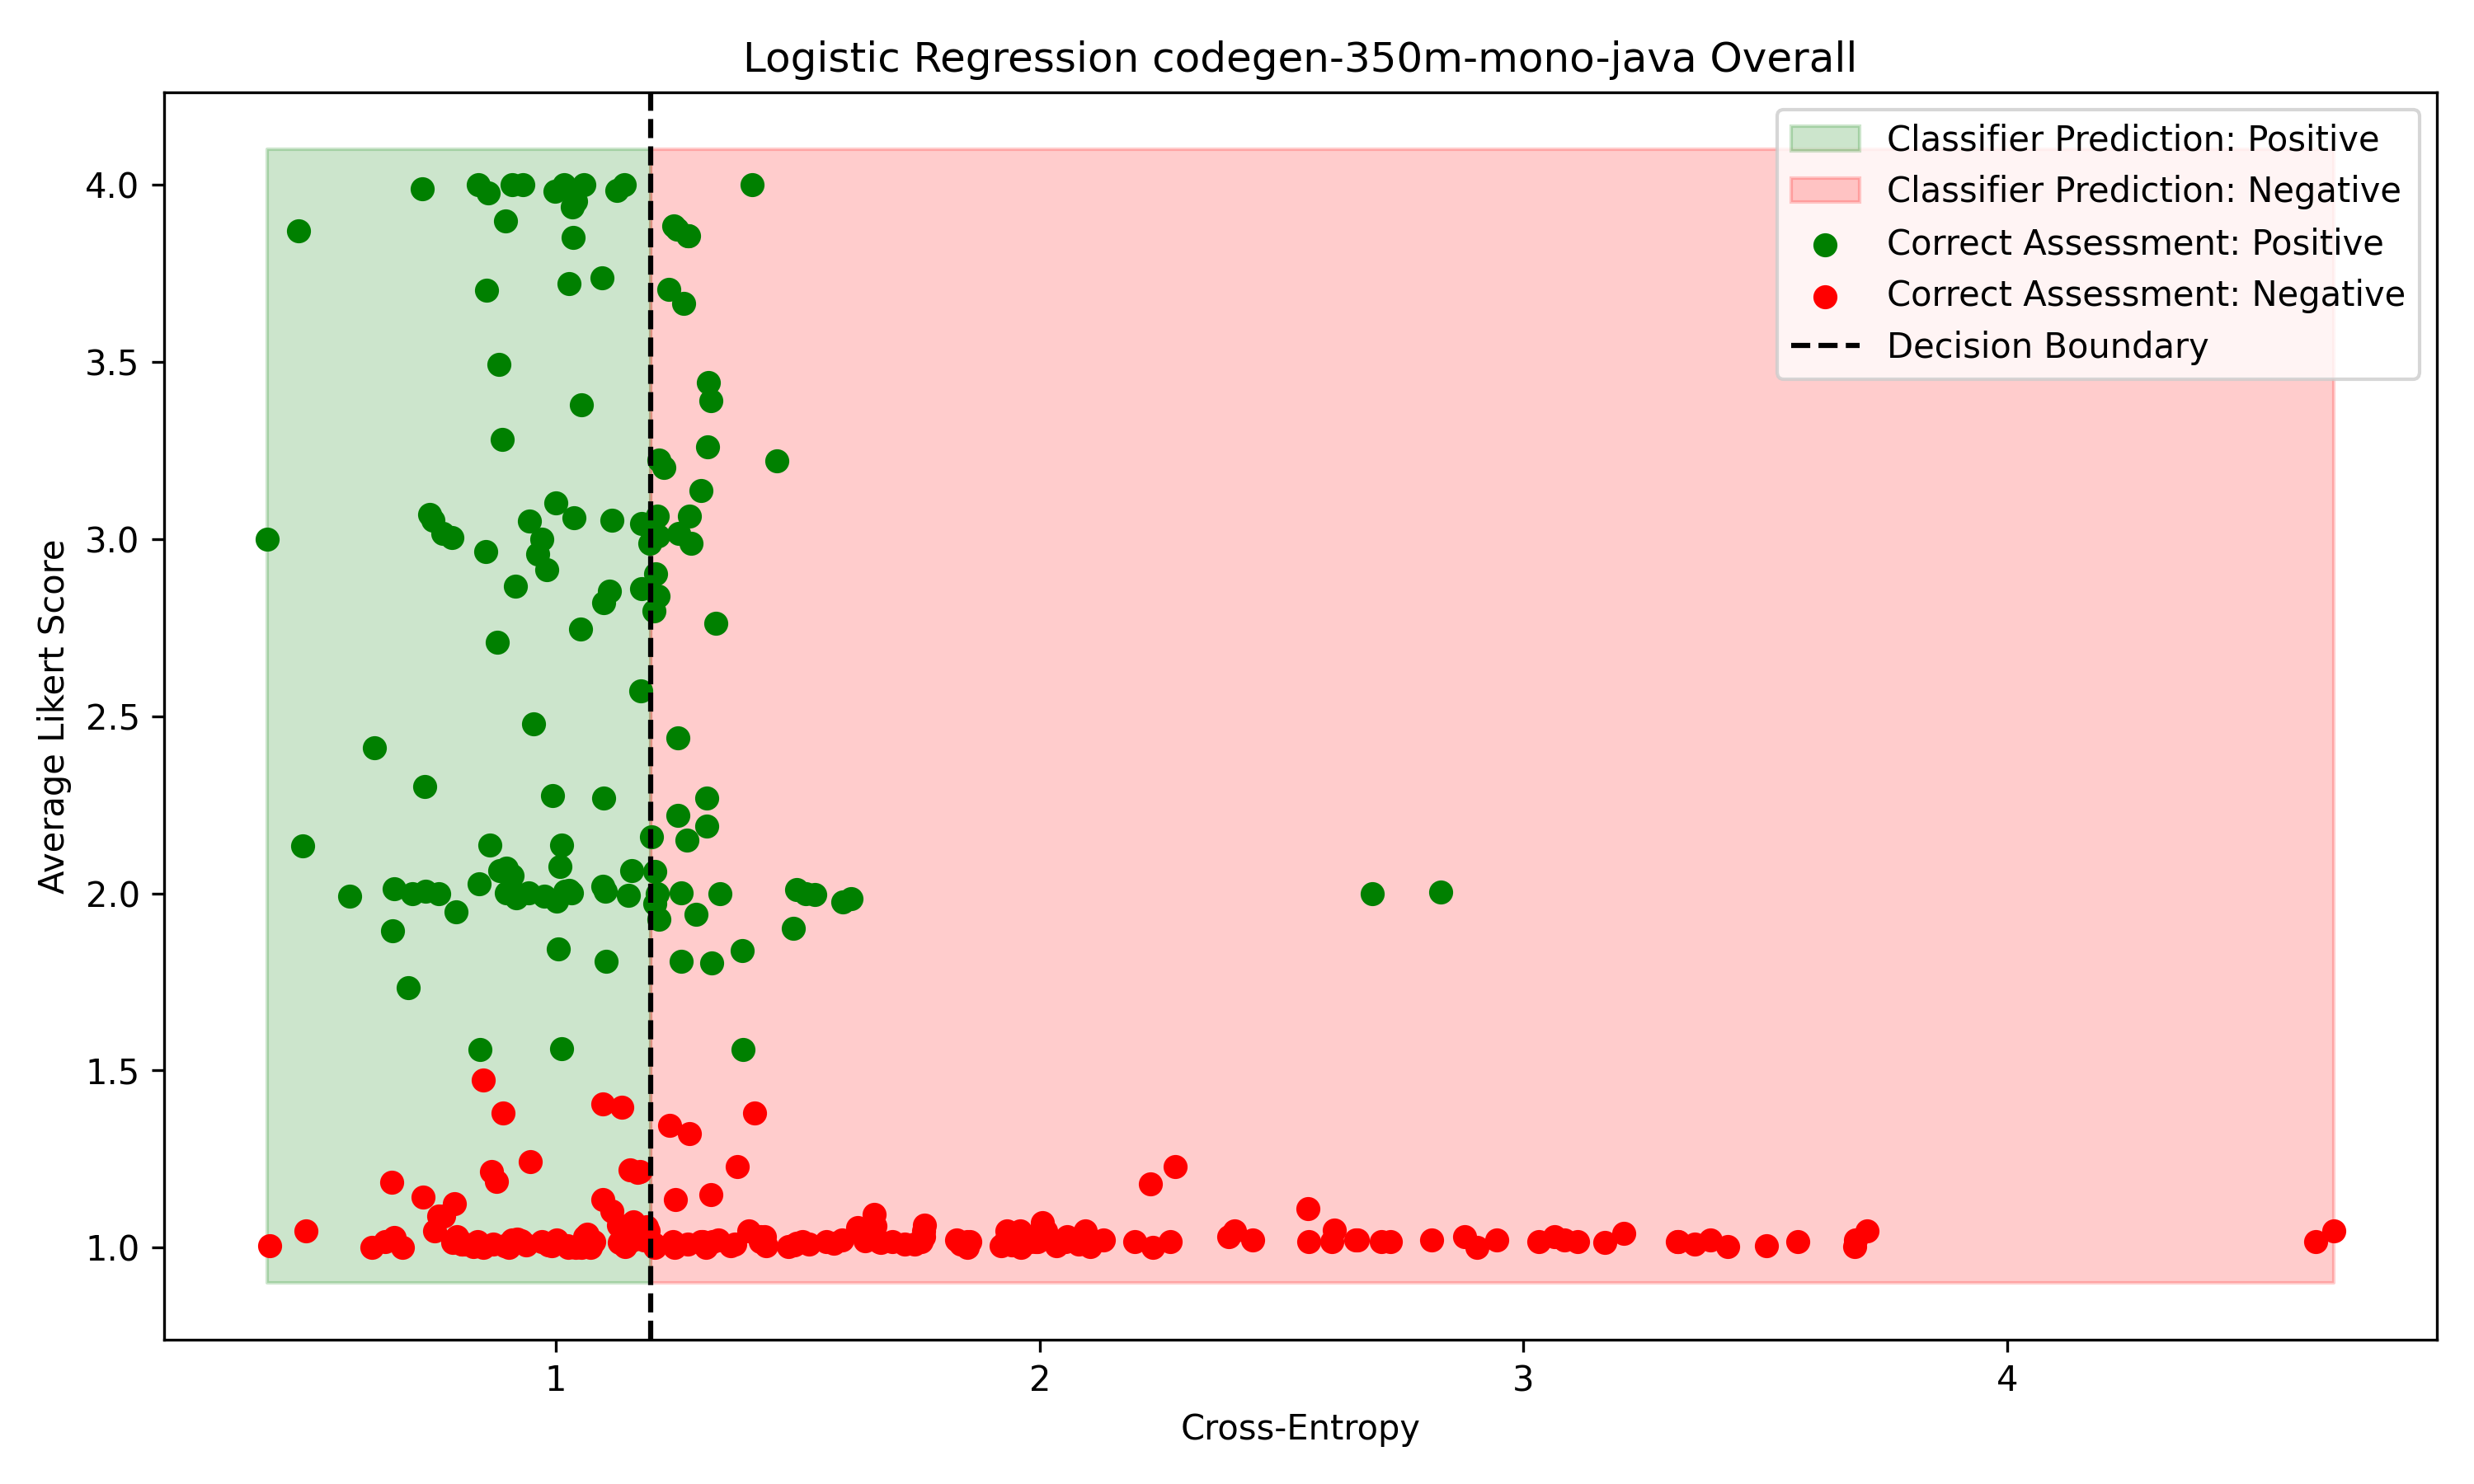 Logistic Regression codegen-350m-mono-java Overall
Classifier Prediction: Positive
Classifier Prediction: Negative
Correct Assessment: Positive
Correct Assessment: Negative
Decision Boundary
Average Likert Score
4.0
3.5
3.0
2.5
2.0
1.5
1.0
1 2 3 4
Cross-Entropy